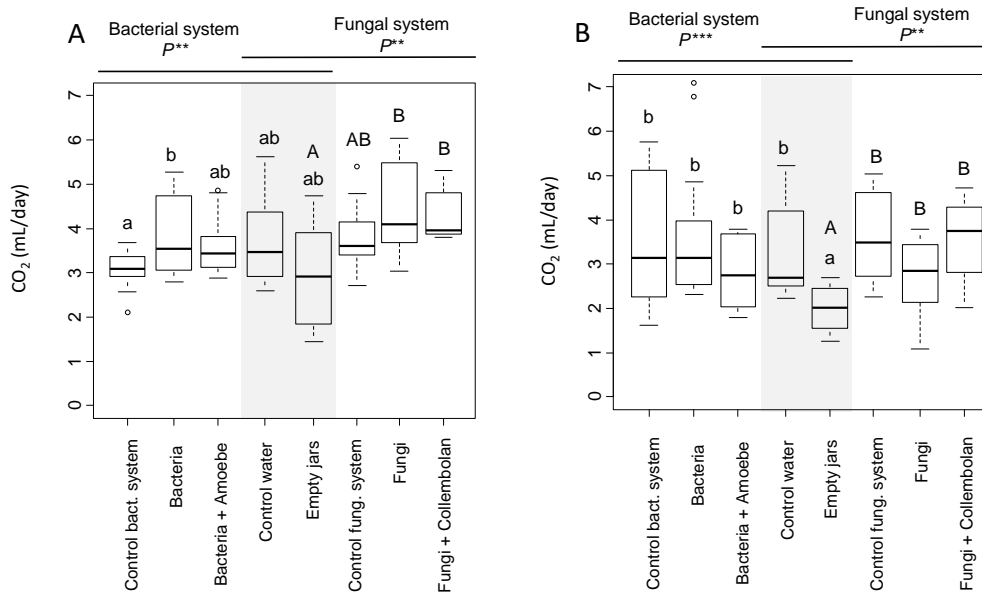 A
Bacterial system
P**
Fungal system
P**
CO2 (mL/day)
7
6
5
4
3
2
1
0
a
b
ab
ab
A
ab
AB
B
B
Control bact. system
Bacteria
Bacteria + Amoebe
Control water
Empty jars
Control fung. system
Fungi
Fungi + Collembolan
B
Bacterial system
P***
Fungal system
P**
CO2 (mL/day)
7
6
5
4
3
2
1
0
b
b
b
b
A
a
B
B
B
Control bact. system
Bacteria
Bacteria + Amoebe
Control water
Empty jars
Control fung. system
Fungi
Fungi + Collembolan